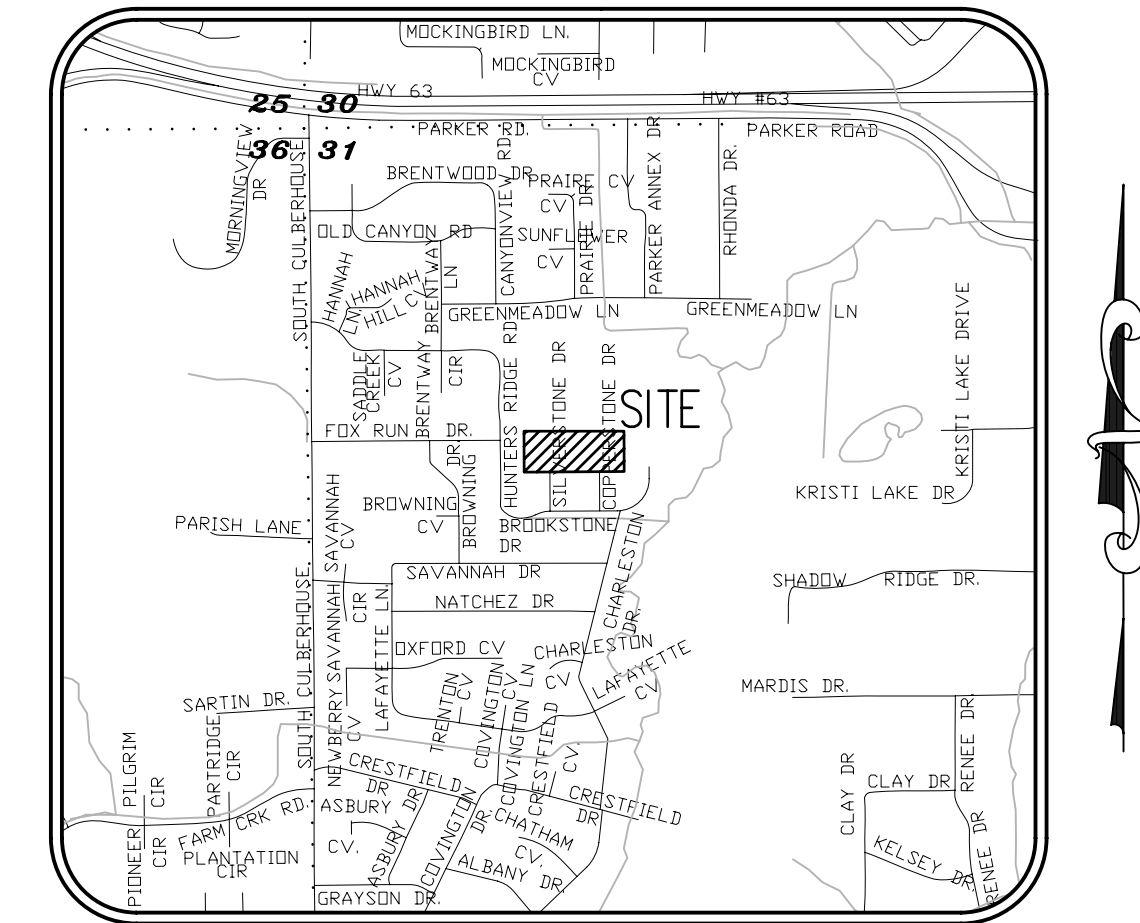 MOCKINGBIRD LN.
MOCKINGBIRD
CV
HWY 63
HWY #63
25 30
36 31
PARKER RD.
PARKER ROAD
MORNINGVIEW
DR
SOUTH CULBERHOUSE
BRENTWOOD DR
PRAIRE CV
CV
OLD CANYON RD
CANYONVIEW RD
SUNFLOWER
CV
PRAIRIE DR
PARKER ANNEX DR
RHONDA DR.
HANNAH
LN.
HANNAH
HILL CV
BRENTWAY
LN
GREENMEADOW LN
GREENMEADOW LN
KRISTI LAKE DRIVE
SADDLE
CREEK
CV
BRENTWAY
CIR
HUNTERS RIDGE RD
SILVERSTONE DR
COPPERSTONE DR
SITE
FOX RUN DR.
BROWNING
DR.
BROWNING
CV
KRISTI LAKE DR
PARISH LANE
SAVANNAH
CV
BROOKSTONE
DR
SAVANNAH DR
CHARLESTON
DR.
SHADOW RIDGE DR.
NATCHEZ DR
SAVANNAH
CIR
LAFAYETTE LN.
OXFORD CV
CHARLESTON
CV
LAFAYETTE
CV
MARDIS DR.
SARTIN DR.
SOUTH CULBERHOUSE
NEWBERRY
CV
TRENTON
CV
COVINGTON
CV
COVINGTON LN
CRESTFIELD
CV.
RENEE DR.
PILGRIM
CIR
PARTRIDGE
CIR
CRESTFIELD
DR
CRESTFIELD
DR
CLAY DR
CLAY DR
FARM CRK RD.
ASBURY
CV.
ASBURY DR
COVINGTON
DR.
CHATHAM
CV.
PIONEER
CIR
PLANTATION
CIR
ALBANY DR
KELSEY DR
RENEE DR
GRAYSON DR.